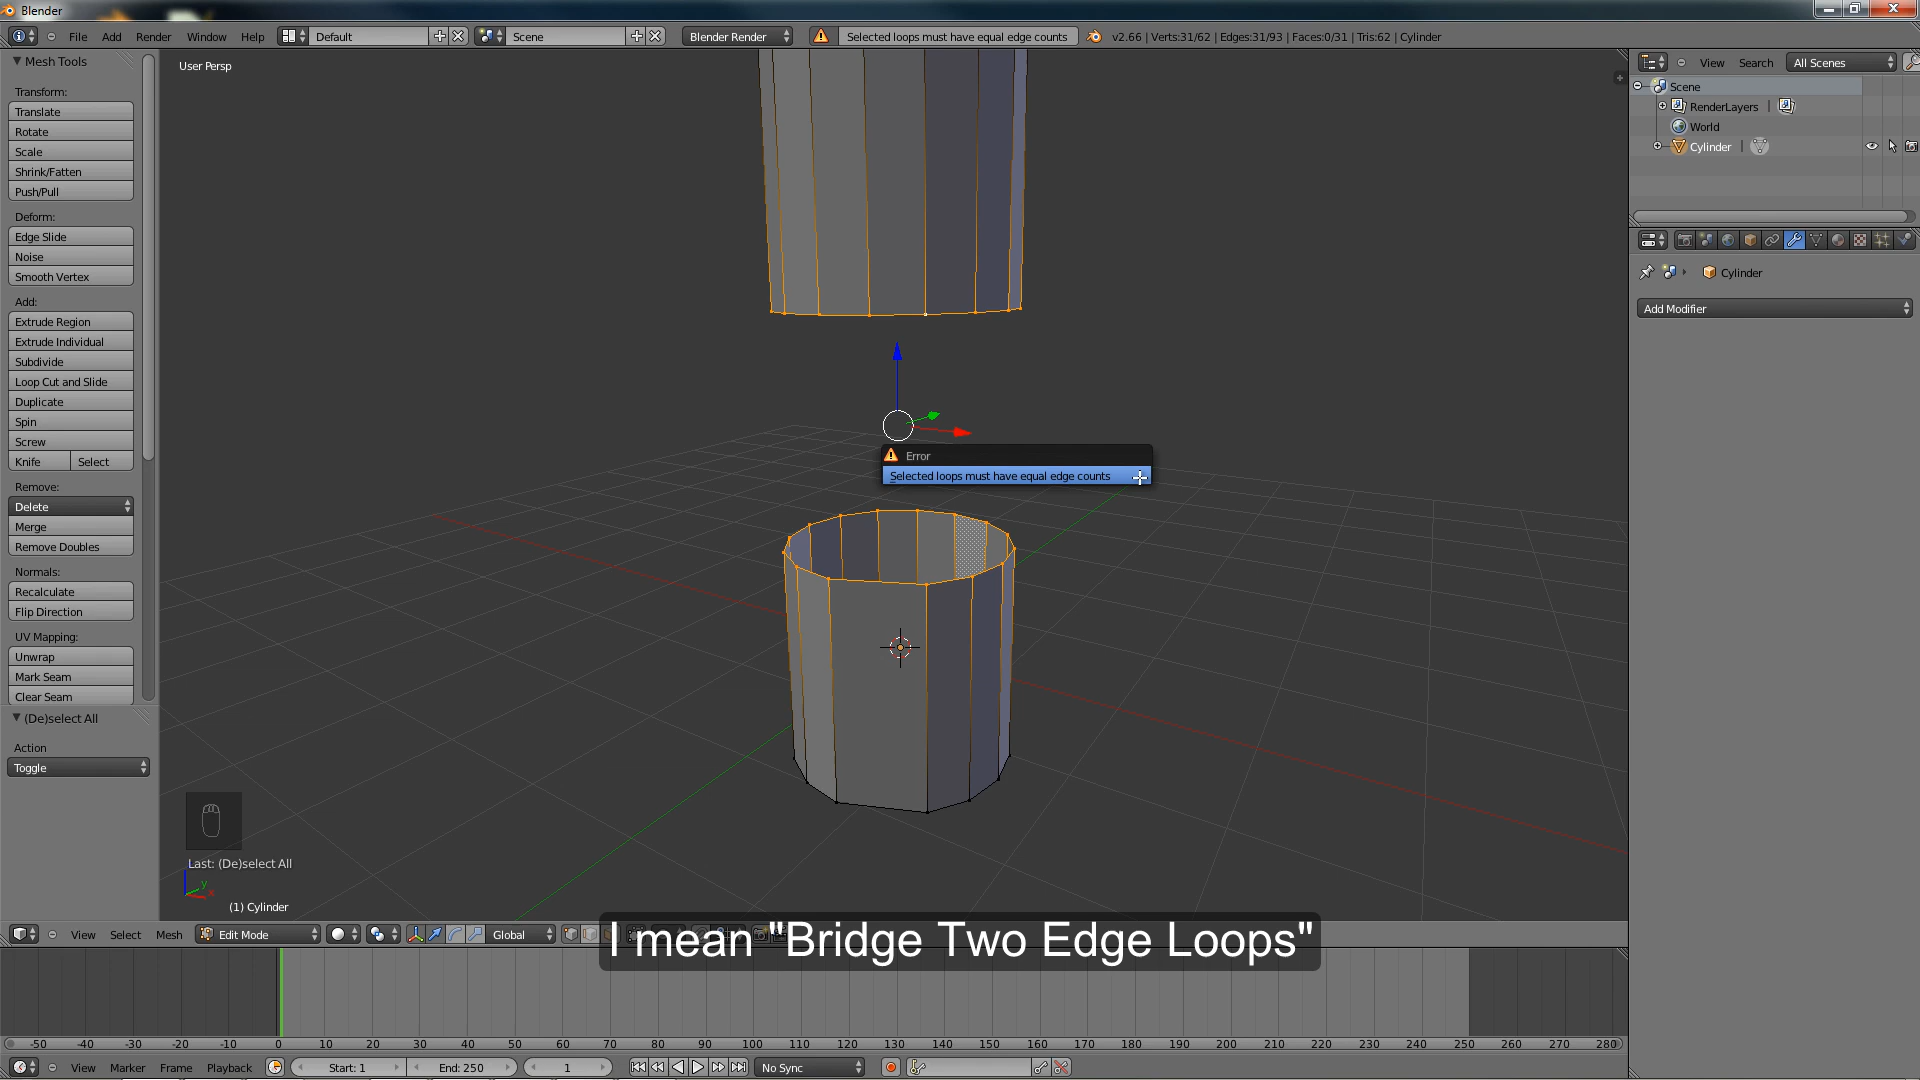 Blender
File Add Render Window Help Default Scene Blender Render Selected loops must have equal edge counts v2.66 | Verts:31/62 | Edges:31/93 | Faces:0/31 | Tris:62 | Cylinder
Mesh Tools
Transform:
Translate
Rotate
Scale
Shrink/Fatten
Push/Pull
Deform:
Edge Slide
Noise
Smooth Vertex
Add:
Extrude Region
Extrude Individual
Subdivide
Loop Cut and Slide
Duplicate
Spin
Screw
Knife Select
Remove:
Delete
Merge
Remove Doubles
Normals:
Recalculate
Flip Direction
UV Mapping:
Unwrap
Mark Seam
Clear Seam
(De)select All
Action
Toggle
User Persp
Error
Selected loops must have equal edge counts
Last: (De)select All
z
y
x
(1) Cylinder
View Search All Scenes
Scene
RenderLayers
World
Cylinder
Cylinder
Add Modifier
View Select Mesh Edit Mode Global
I mean "Bridge Two Edge Loops"
-50 -40 -30 -20 -10 0 10 20 30 40 50 60 70 80 90 100 110 120 130 140 150 160 170 180 190 200 210 220 230 240 250 260 270 280
View Marker Frame Playback Start: 1 End: 250 1 No Sync